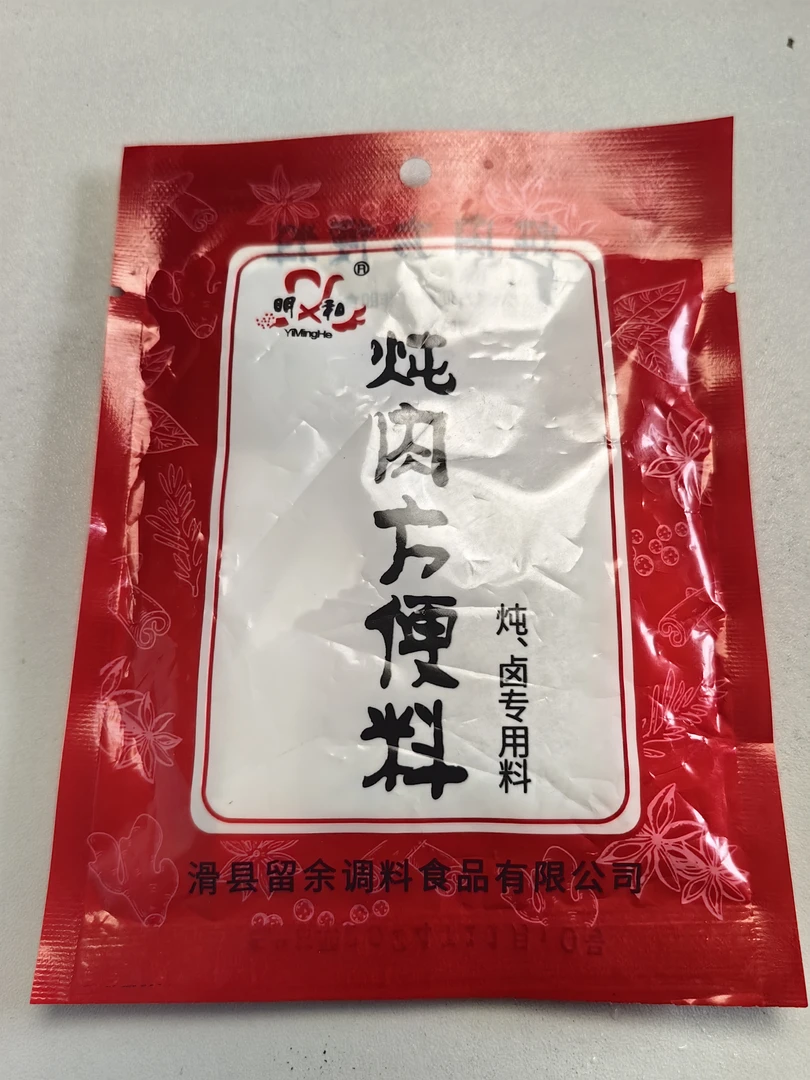 明 和
®
YiMingHe
炖肉方便料
炖、卤专用料
滑县留余调料食品有限公司